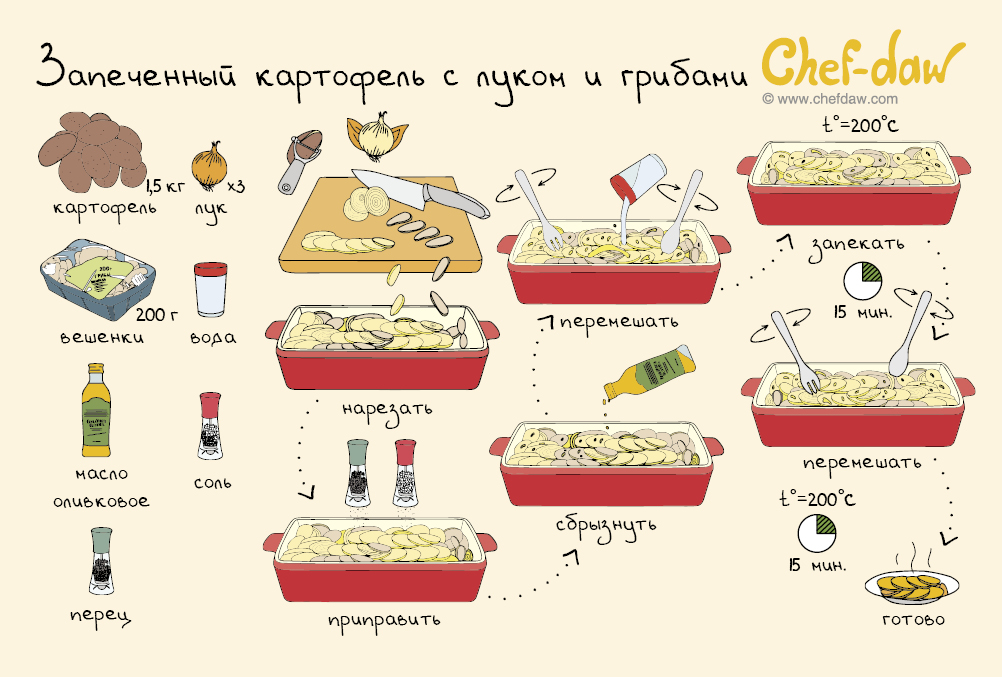 Запеченный картофель с луком и грибами
Chef-daw
© www.chefdaw.com
1,5 кг
картофель
x3
лук
200 г
вешенки
вода
масло
оливковое
соль
перец
нарезать
приправить
сбрызнуть
перемешать
t°=200°C
запекать
15 мин.
перемешать
t°=200°C
15 мин.
готово